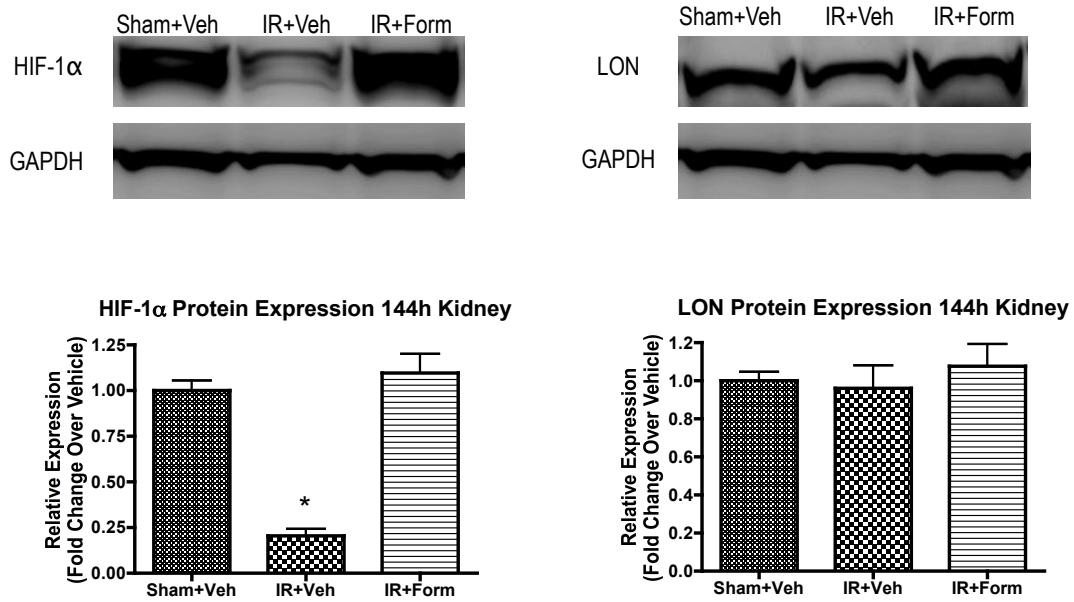 Sham+Veh IR+Veh IR+Form
HIF-1α
GAPDH
Sham+Veh IR+Veh IR+Form
LON
GAPDH
HIF-1α Protein Expression 144h Kidney
Relative Expression
(Fold Change Over Vehicle)
1.25
1.00
0.75
0.50
0.25
0.00
*
Sham+Veh IR+Veh IR+Form
LON Protein Expression 144h Kidney
Relative Expression
(Fold Change Over Vehicle)
1.2
1.0
0.8
0.6
0.4
0.2
0.0
Sham+Veh IR+Veh IR+Form